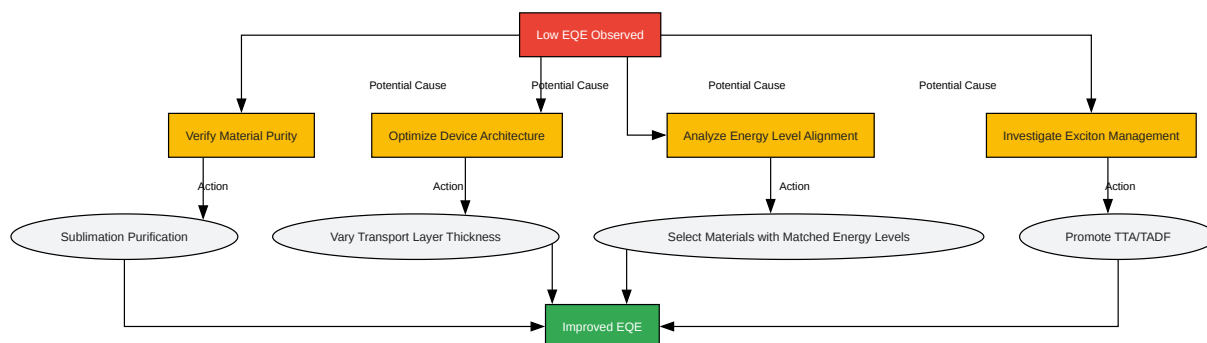 Low EQE Observed
Potential Cause
Potential Cause
Potential Cause
Potential Cause
Verify Material Purity
Optimize Device Architecture
Analyze Energy Level Alignment
Investigate Exciton Management
Action
Action
Action
Action
Sublimation Purification
Vary Transport Layer Thickness
Select Materials with Matched Energy Levels
Promote TTA/TADF
Improved EQE